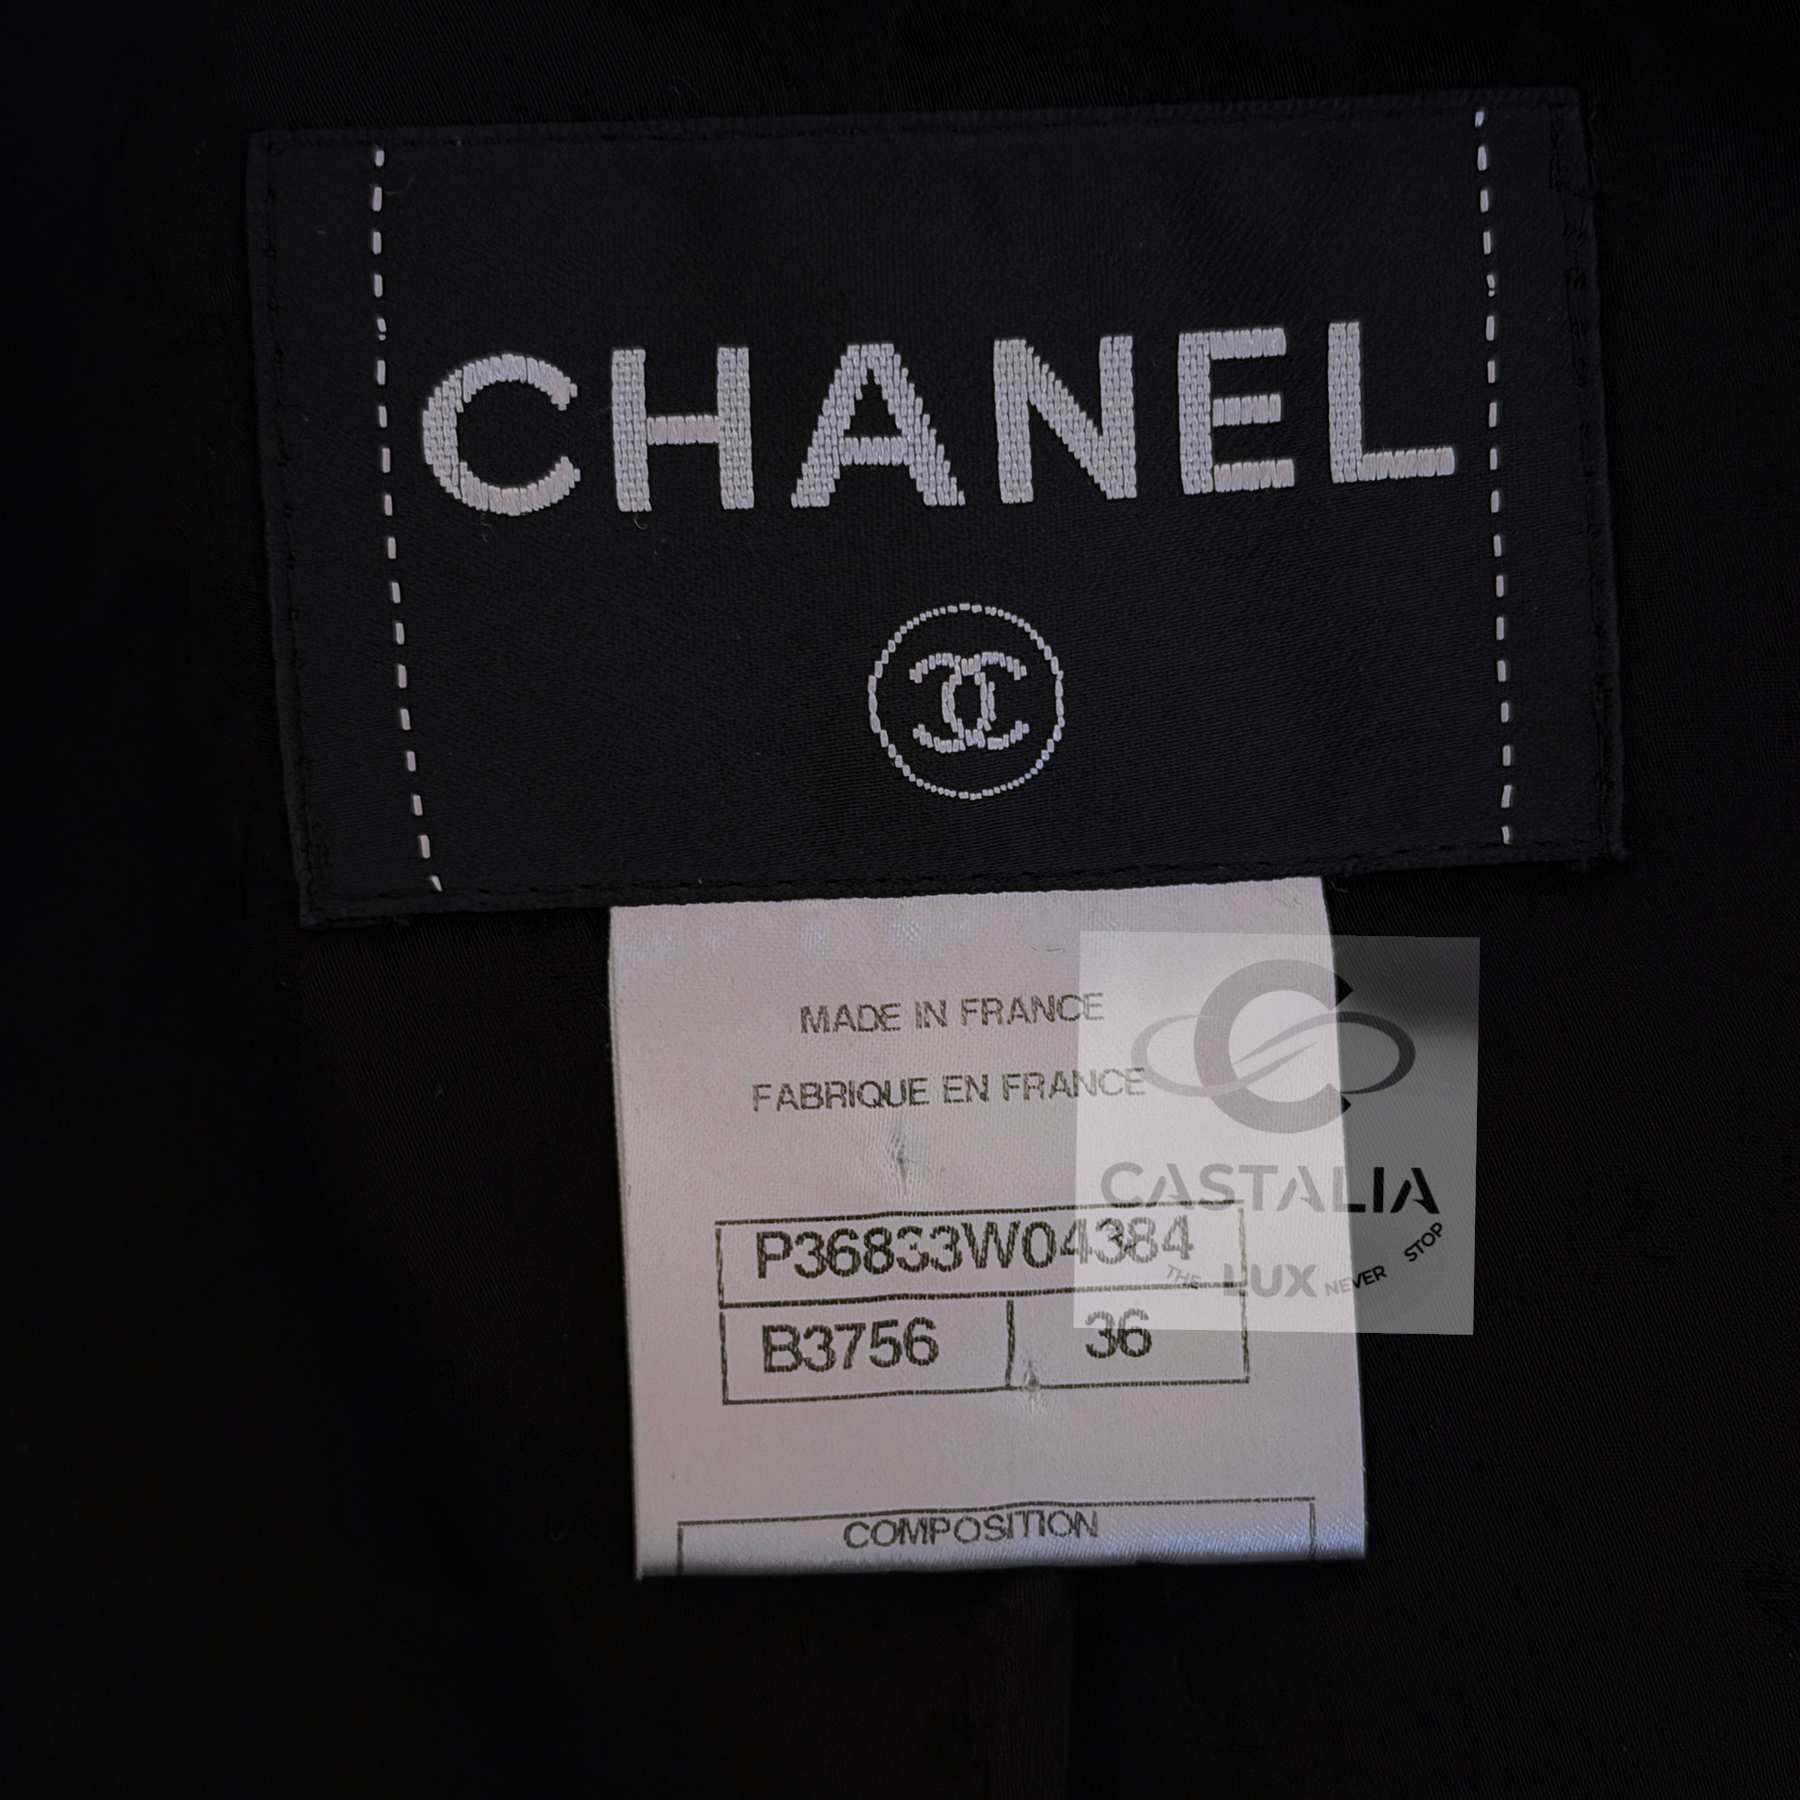 CHANEL
MADE IN FRANCE
FABRIQUE EN FRANCE
P36833W04384
B3756 36
COMPOSITION
CASTALIA
THE LUX NEVER STOP